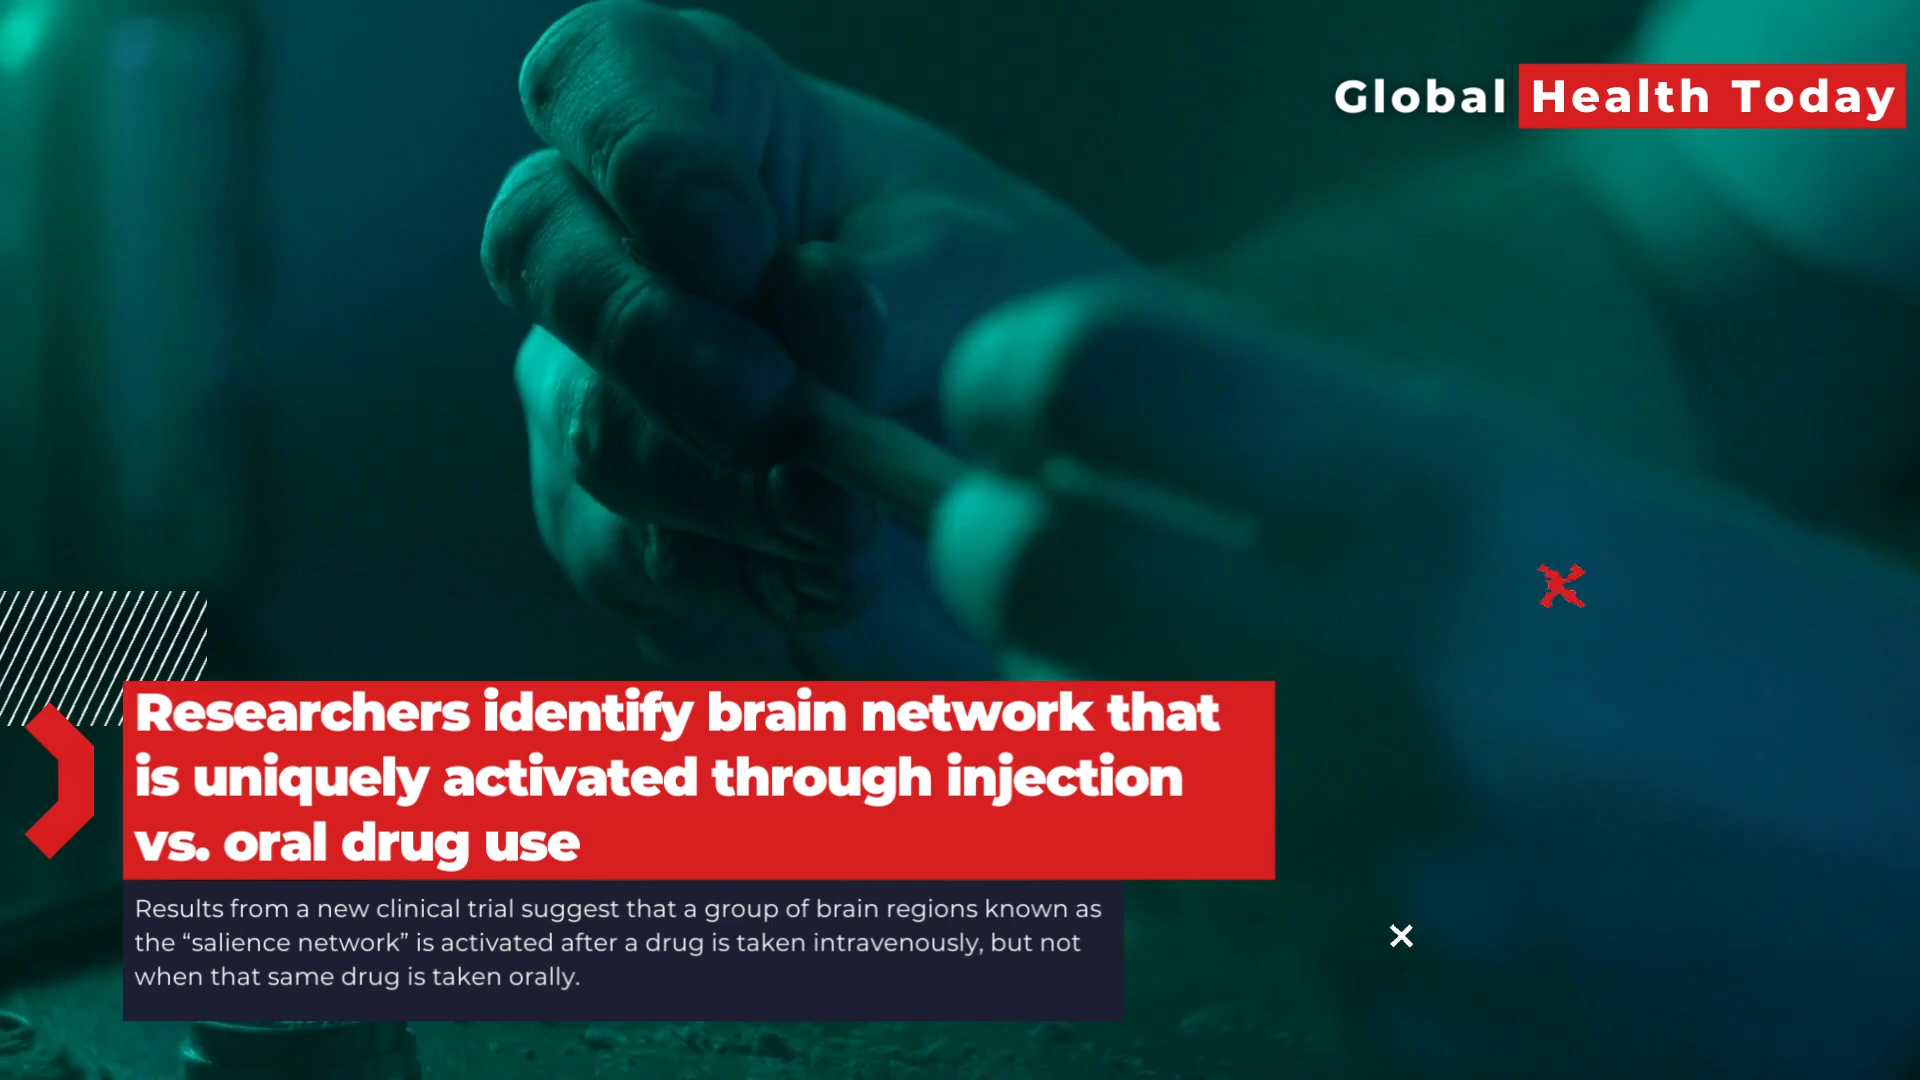 Global Health Today
Researchers identify brain network that
is uniquely activated through injection
vs. oral drug use
Results from a new clinical trial suggest that a group of brain regions known as
the “salience network” is activated after a drug is taken intravenously, but not
when that same drug is taken orally.